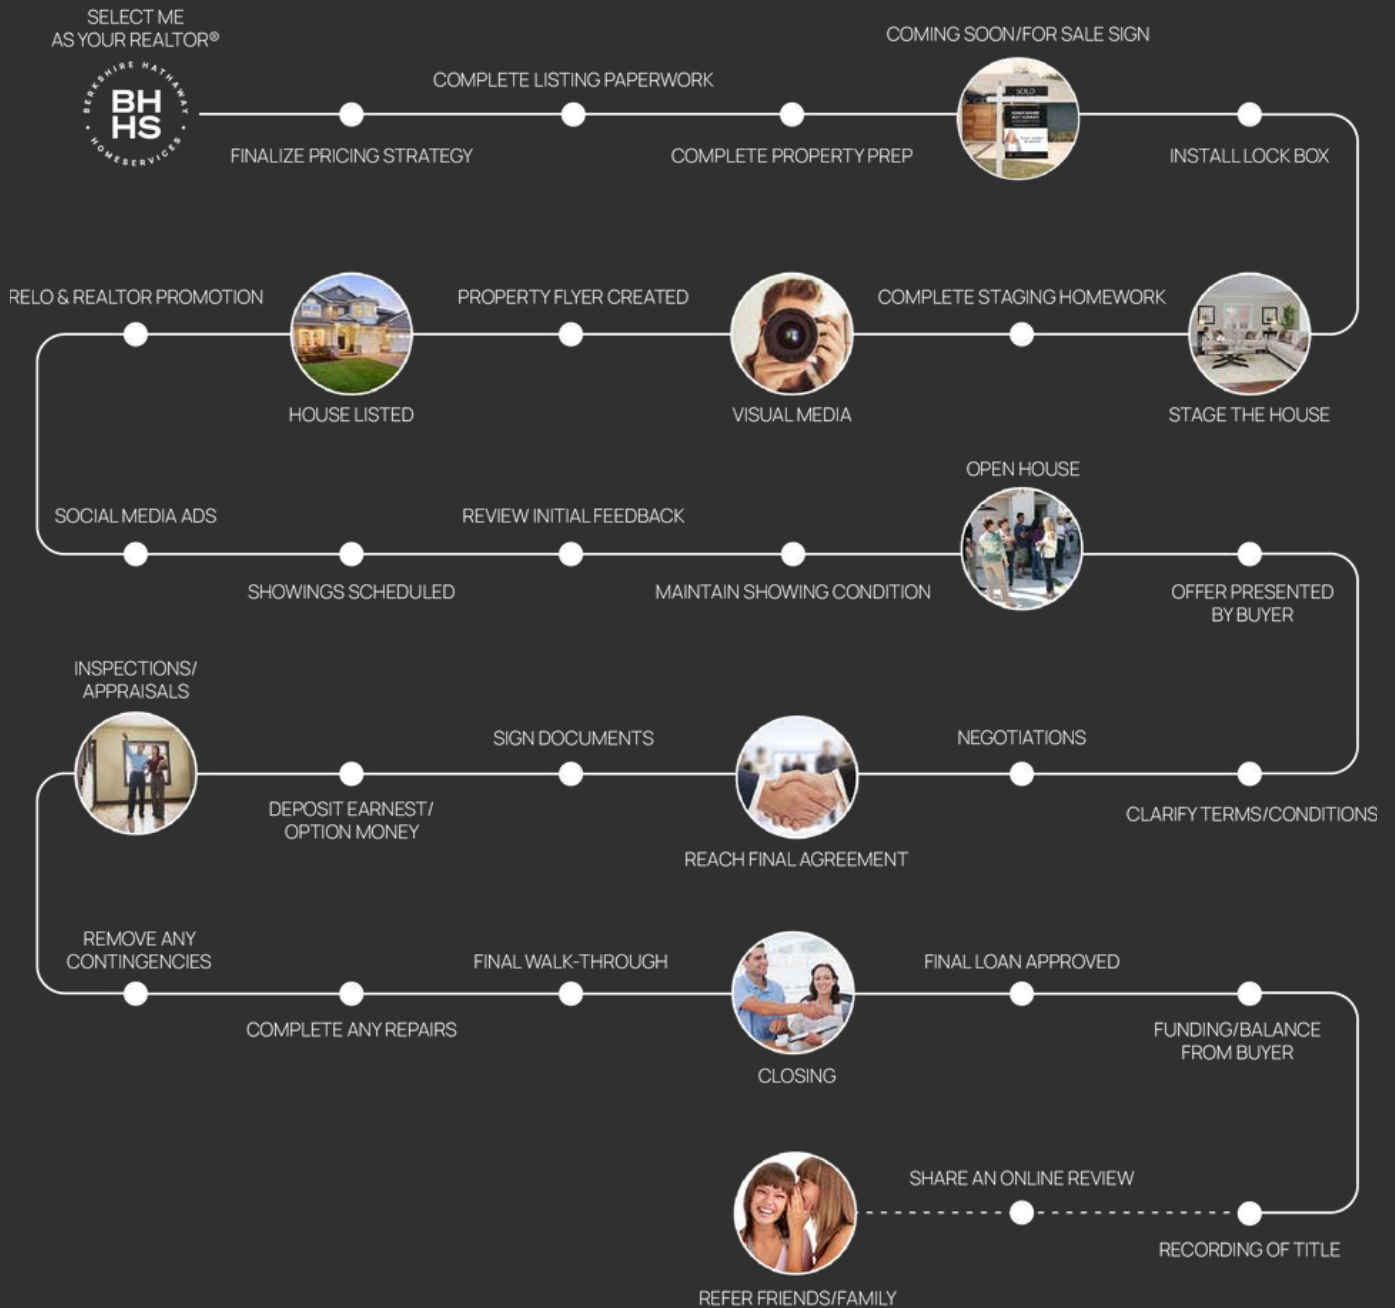 SELECT ME
AS YOUR REALTOR®
BERKSHIRE HATHAWAY
BH
HS
HOMESERVICES
FINALIZE PRICING STRATEGY
COMPLETE LISTING PAPERWORK
COMPLETE PROPERTY PREP
COMING SOON/FOR SALE SIGN
SOLD
INSTALL LOCK BOX
STAGE THE HOUSE
COMPLETE STAGING HOMEWORK
VISUAL MEDIA
PROPERTY FLYER CREATED
HOUSE LISTED
RELO & REALTOR PROMOTION
SOCIAL MEDIA ADS
SHOWINGS SCHEDULED
REVIEW INITIAL FEEDBACK
MAINTAIN SHOWING CONDITION
OPEN HOUSE
OFFER PRESENTED
BY BUYER
CLARIFY TERMS/CONDITIONS
NEGOTIATIONS
REACH FINAL AGREEMENT
SIGN DOCUMENTS
DEPOSIT EARNEST/
OPTION MONEY
INSPECTIONS/
APPRAISALS
REMOVE ANY
CONTINGENCIES
COMPLETE ANY REPAIRS
FINAL WALK-THROUGH
CLOSING
FINAL LOAN APPROVED
FUNDING/BALANCE
FROM BUYER
RECORDING OF TITLE
SHARE AN ONLINE REVIEW
REFER FRIENDS/FAMILY